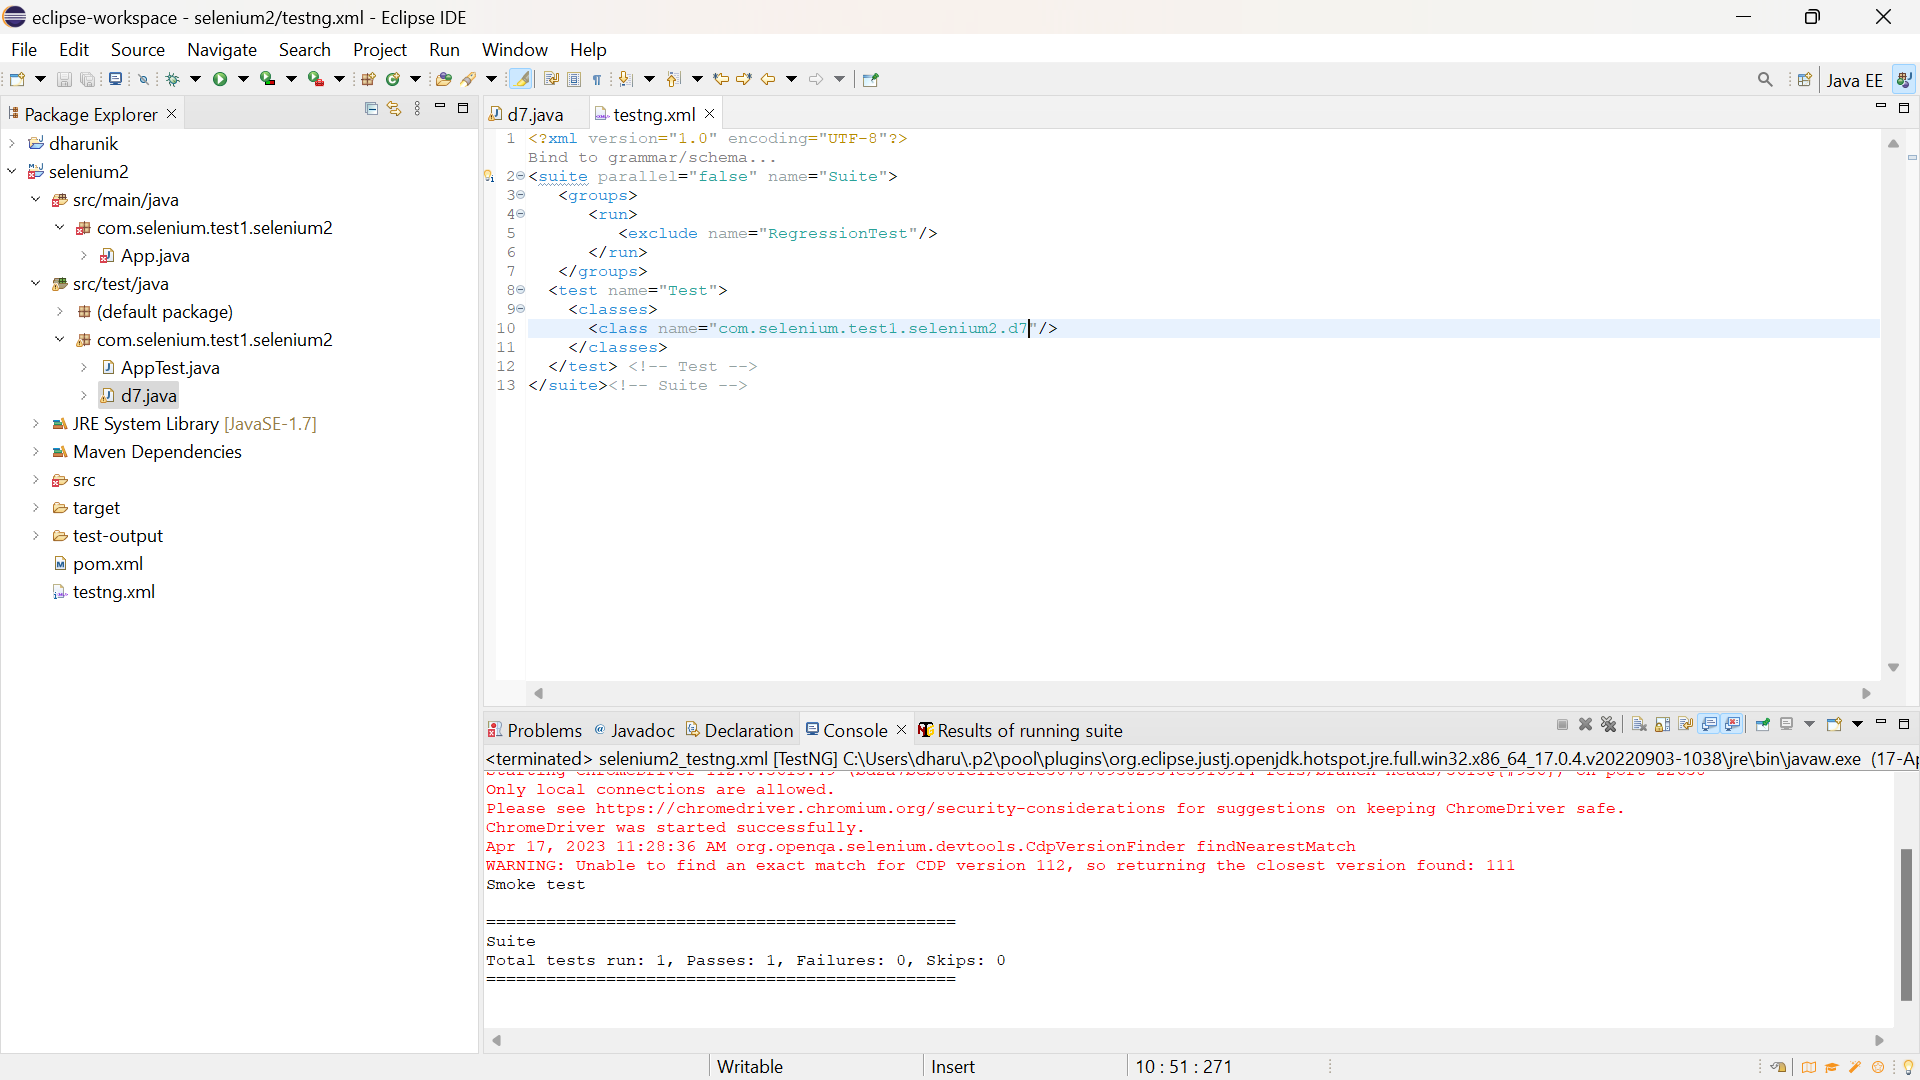 eclipse-workspace - selenium2/testng.xml - Eclipse IDE
File Edit Source Navigate Search Project Run Window Help
Java EE
Package Explorer
dharunik
selenium2
src/main/java
com.selenium.test1.selenium2
App.java
src/test/java
(default package)
com.selenium.test1.selenium2
AppTest.java
d7.java
JRE System Library [JavaSE-1.7]
Maven Dependencies
src
target
test-output
pom.xml
testng.xml
d7.java testng.xml
1 <?xml version="1.0" encoding="UTF-8"?>
Bind to grammar/schema...
2 <suite parallel="false" name="Suite">
3 <groups>
4 <run>
5 <exclude name="RegressionTest"/>
6 </run>
7 </groups>
8 <test name="Test">
9 <classes>
10 <class name="com.selenium.test1.selenium2.d7"/>
11 </classes>
12 </test> <!-- Test -->
13 </suite><!-- Suite -->
Problems Javadoc Declaration Console Results of running suite
<terminated> selenium2_testng.xml [TestNG] C:\Users\dharu\.p2\pool\plugins\org.eclipse.justj.openjdk.hotspot.jre.full.win32.x86_64_17.0.4.v20220903-1038\jre\bin\javaw.exe (17-Ap
Only local connections are allowed.
Please see https://chromedriver.chromium.org/security-considerations for suggestions on keeping ChromeDriver safe.
ChromeDriver was started successfully.
Apr 17, 2023 11:28:36 AM org.openqa.selenium.devtools.CdpVersionFinder findNearestMatch
WARNING: Unable to find an exact match for CDP version 112, so returning the closest version found: 111
Smoke test
===============================================
Suite
Total tests run: 1, Passes: 1, Failures: 0, Skips: 0
===============================================
Writable Insert 10 : 51 : 271